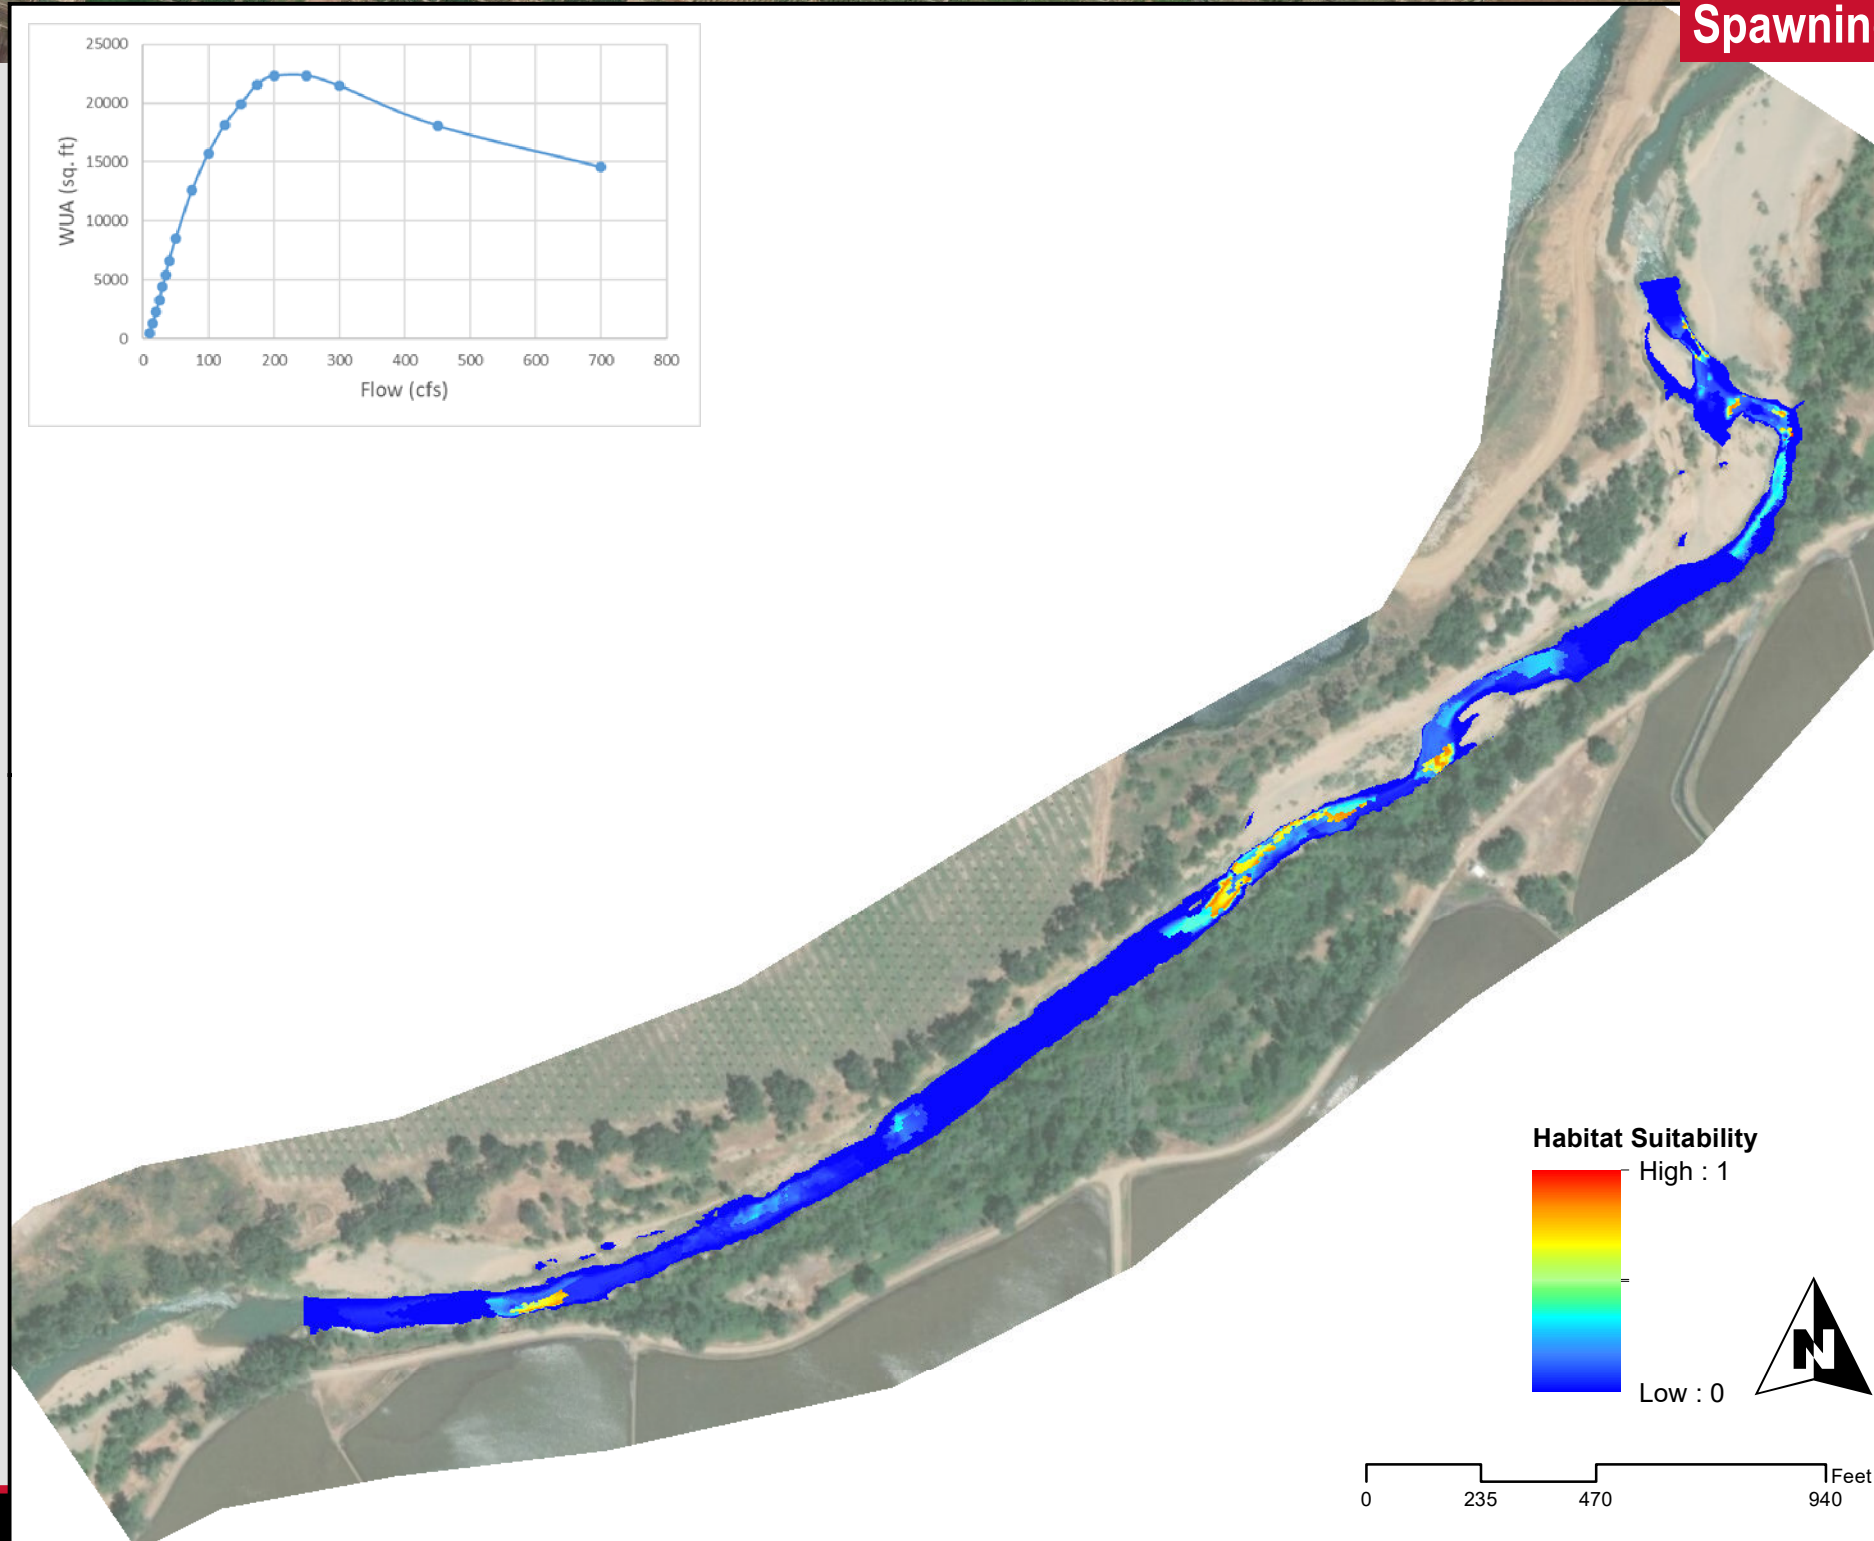 Spawnin
25000
20000
15000
10000
5000
0
WUA (sq. ft)
0 100 200 300 400 500 600 700 800
Flow (cfs)
Habitat Suitability
High : 1
Low : 0
N
Feet
0 235 470 940